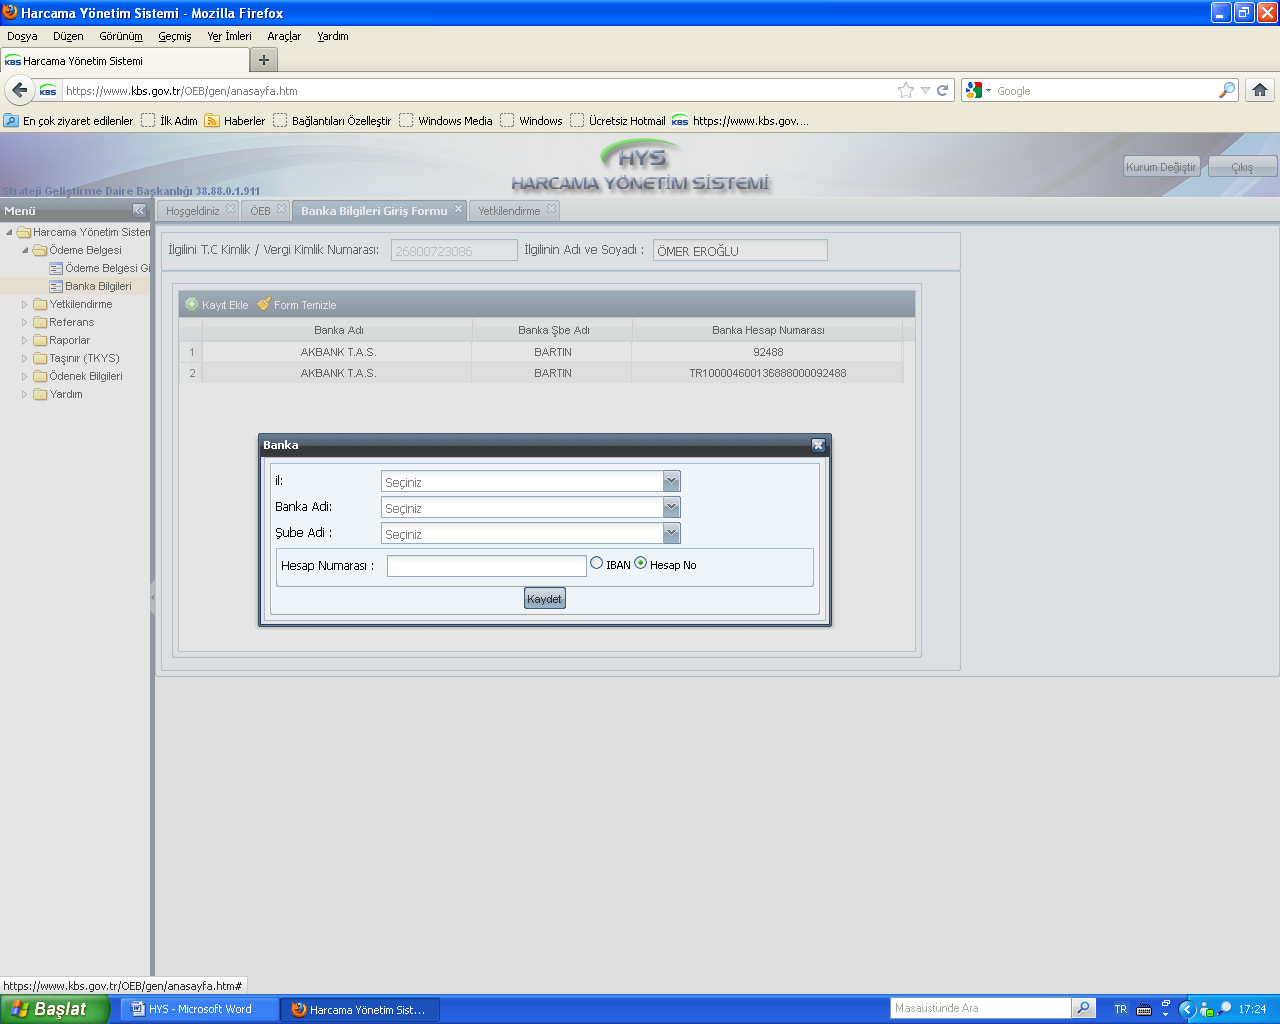 Harcama Yönetim Sistemi - Mozilla Firefox
Dosya Düzen Görünüm Geçmiş Yer İmleri Araçlar Yardım
KBS Harcama Yönetim Sistemi +
KBS https://www.kbs.gov.tr/OEB/gen/anasayfa.htm Google
En çok ziyaret edilenler İlk Adım Haberler Bağlantıları Özelleştir Windows Media Windows Ücretsiz Hotmail KBS https://www.kbs.gov....
HYS
HARCAMA YÖNETİM SİSTEMİ
Kurum Değiştir Çıkış
Strateji Geliştirme Daire Başkanlığı 38.88.0.1.911
Menü
Hoşgeldiniz ÖEB Banka Bilgileri Giriş Formu Yetkilendirme
Harcama Yönetim Sistem
Ödeme Belgesi
Ödeme Belgesi Gi
Banka Bilgileri
Yetkilendirme
Referans
Raporlar
Taşınır (TKYS)
Ödenek Bilgileri
Yardım
İlgilini T.C Kimlik / Vergi Kimlik Numarası: 26800723086 İlgilinin Adı ve Soyadı : ÖMER EROĞLU
Kayıt Ekle Form Temizle
Banka Adı Banka Şbe Adı Banka Hesap Numarası
1 AKBANK T.A.S. BARTIN 92488
2 AKBANK T.A.S. BARTIN TR100004600136888000092488
Banka
il: Seçiniz
Banka Adi: Seçiniz
Şube Adi : Seçiniz
Hesap Numarası : IBAN Hesap No
Kaydet
https://www.kbs.gov.tr/OEB/gen/anasayfa.htm#
Başlat HYS - Microsoft Word Harcama Yönetim Sist... Masaüstünde Ara TR 17:24